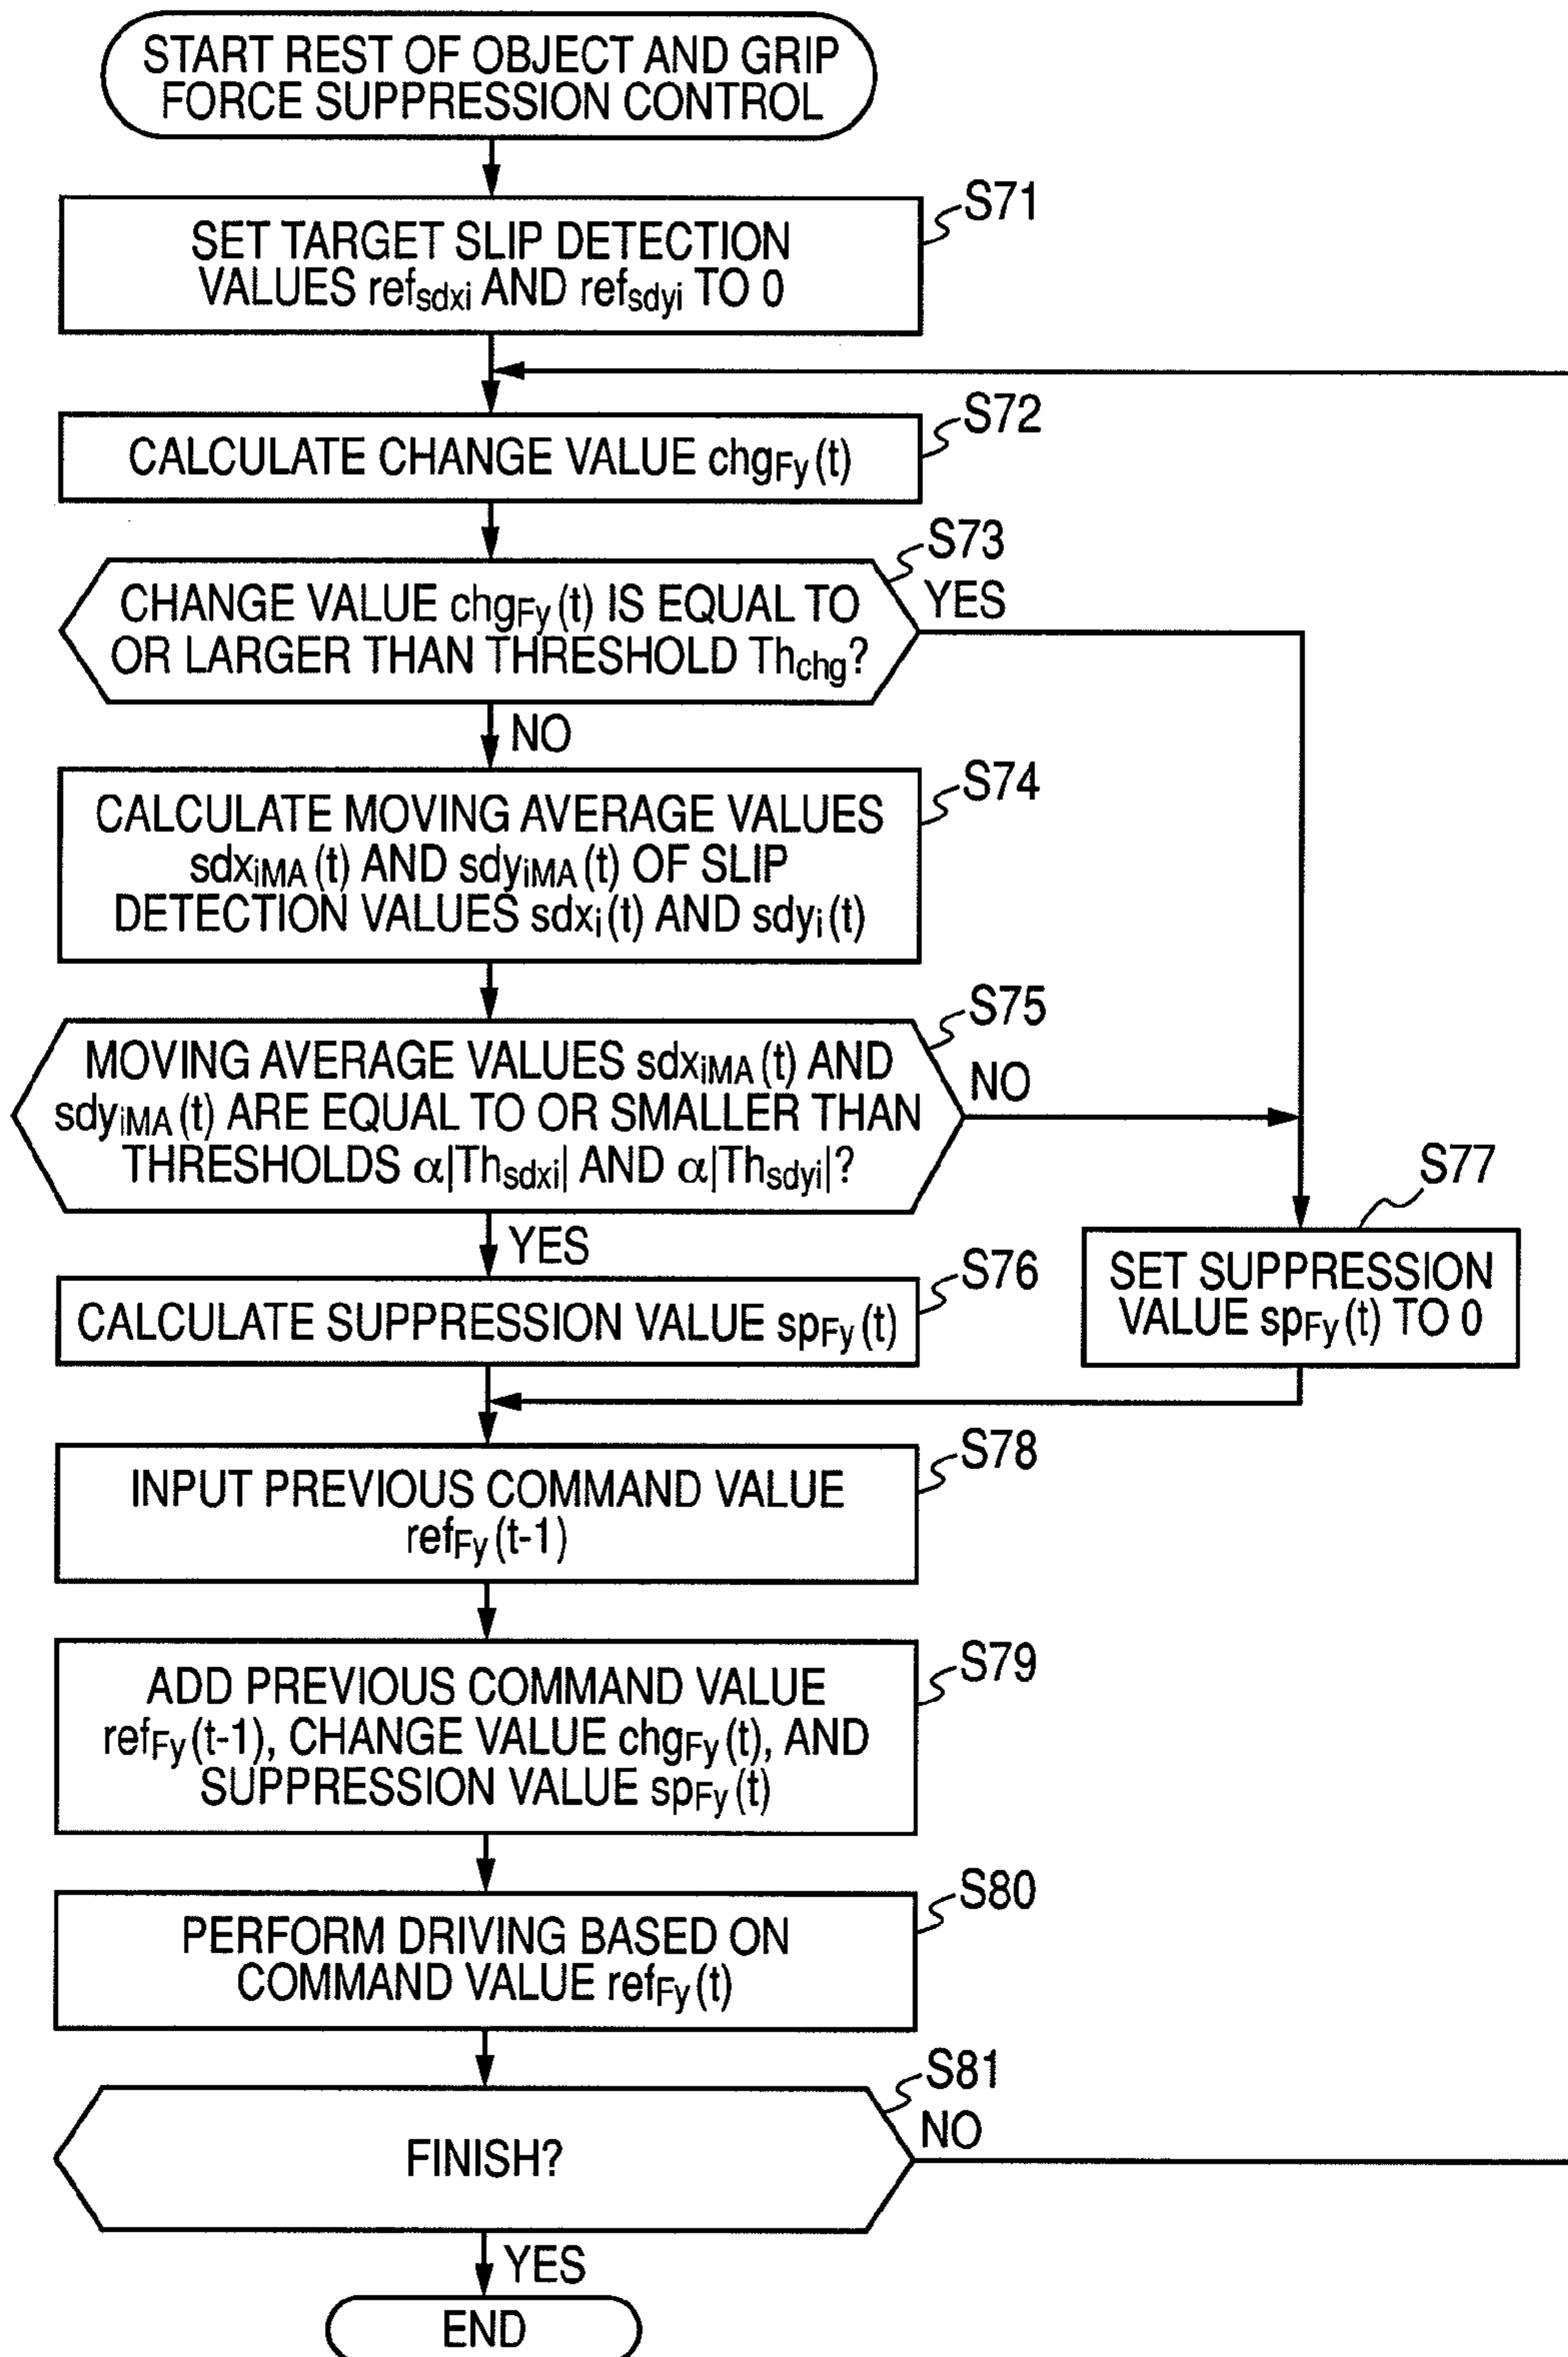 START REST OF OBJECT AND GRIP
FORCE SUPPRESSION CONTROL
S71
SET TARGET SLIP DETECTION
VALUES refsdxi AND refsdyi TO 0
S72
CALCULATE CHANGE VALUE chgFy(t)
S73
CHANGE VALUE chgFy(t) IS EQUAL TO
OR LARGER THAN THRESHOLD Thchg?
YES
NO
S74
CALCULATE MOVING AVERAGE VALUES
sdxiMA(t) AND sdyiMA(t) OF SLIP
DETECTION VALUES sdxi(t) AND sdyi(t)
S75
MOVING AVERAGE VALUES sdxiMA(t) AND
sdyiMA(t) ARE EQUAL TO OR SMALLER THAN
THRESHOLDS α|Thsdxi| AND α|Thsdyi|?
NO
YES
S76
CALCULATE SUPPRESSION VALUE spFy(t)
S77
SET SUPPRESSION
VALUE spFy(t) TO 0
S78
INPUT PREVIOUS COMMAND VALUE
refFy(t-1)
S79
ADD PREVIOUS COMMAND VALUE
refFy(t-1), CHANGE VALUE chgFy(t), AND
SUPPRESSION VALUE spFy(t)
S80
PERFORM DRIVING BASED ON
COMMAND VALUE refFy(t)
S81
FINISH?
NO
YES
END